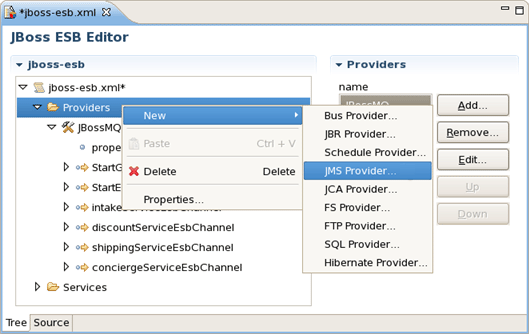 *jboss-esb.xml
JBoss ESB Editor
jboss-esb
jboss-esb.xml*
Providers
JBossMQ
StartG
StartE
intakeServiceEsbChannel
discountServiceEsbChannel
shippingServiceEsbChannel
conciergeServiceEsbChannel
Services
New
Paste Ctrl + V
Delete Delete
Properties...
Bus Provider...
JBR Provider...
Schedule Provider...
JMS Provider...
JCA Provider...
FS Provider...
FTP Provider...
SQL Provider...
Hibernate Provider...
Providers
name
JBossMQ
Add...
Remove...
Edit...
Up
Down
Tree Source